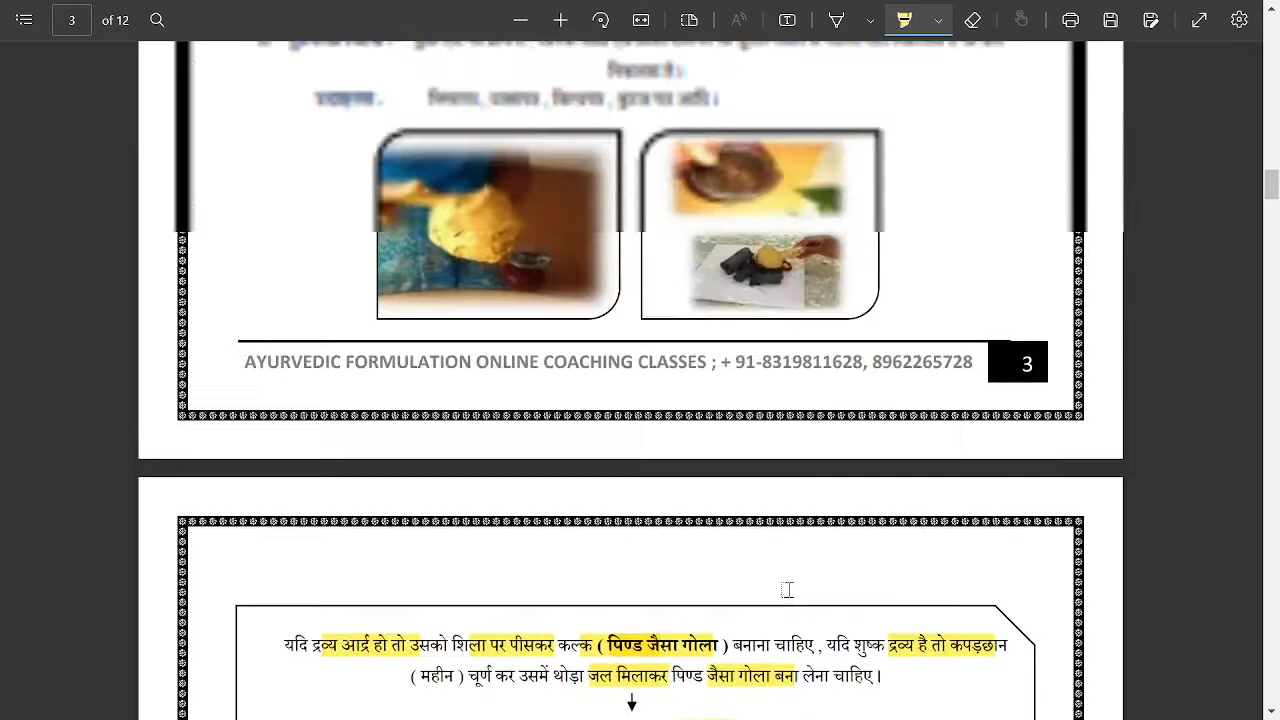 3 of 12
AYURVEDIC FORMULATION ONLINE COACHING CLASSES ; + 91-8319811628, 8962265728
3
यदि द्रव्य आर्द्र हो तो उसको शिला पर पीसकर कल्क ( पिण्ड जैसा गोला ) बनाना चाहिए , यदि शुष्क द्रव्य है तो कपड़छान
( महीन ) चूर्ण कर उसमें थोड़ा जल मिलाकर पिण्ड जैसा गोला बना लेना चाहिए ।